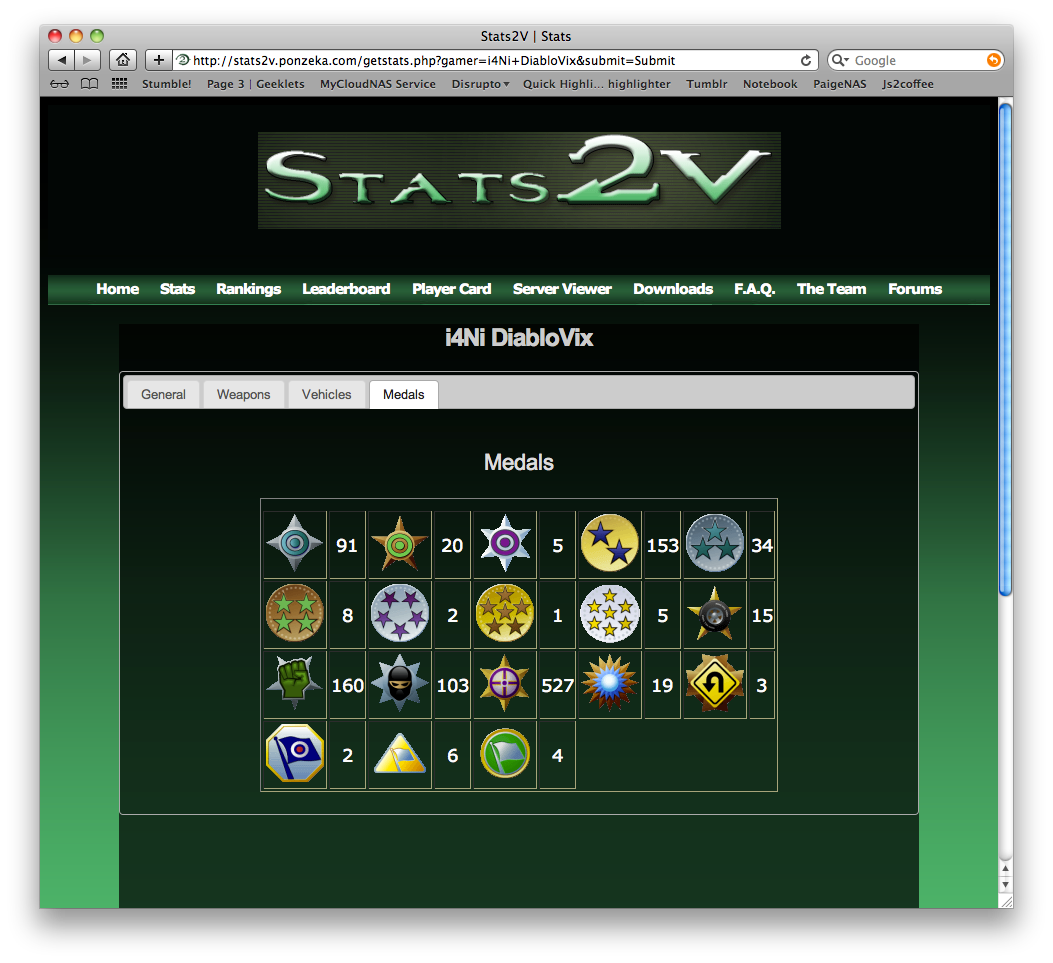 Stats2V | Stats
http://stats2v.ponzeka.com/getstats.php?gamer=i4Ni+DiabloVix&submit=Submit Google
Stumble! Page 3 | Geeklets MyCloudNAS Service Disrupto Quick Highli... highlighter Tumblr Notebook PaigeNAS Js2coffee
Stats2V
Home Stats Rankings Leaderboard Player Card Server Viewer Downloads F.A.Q. The Team Forums
i4Ni DiabloVix
General Weapons Vehicles Medals
Medals
91 20 5 153 34
8 2 1 5 15
160 103 527 19 3
2 6 4